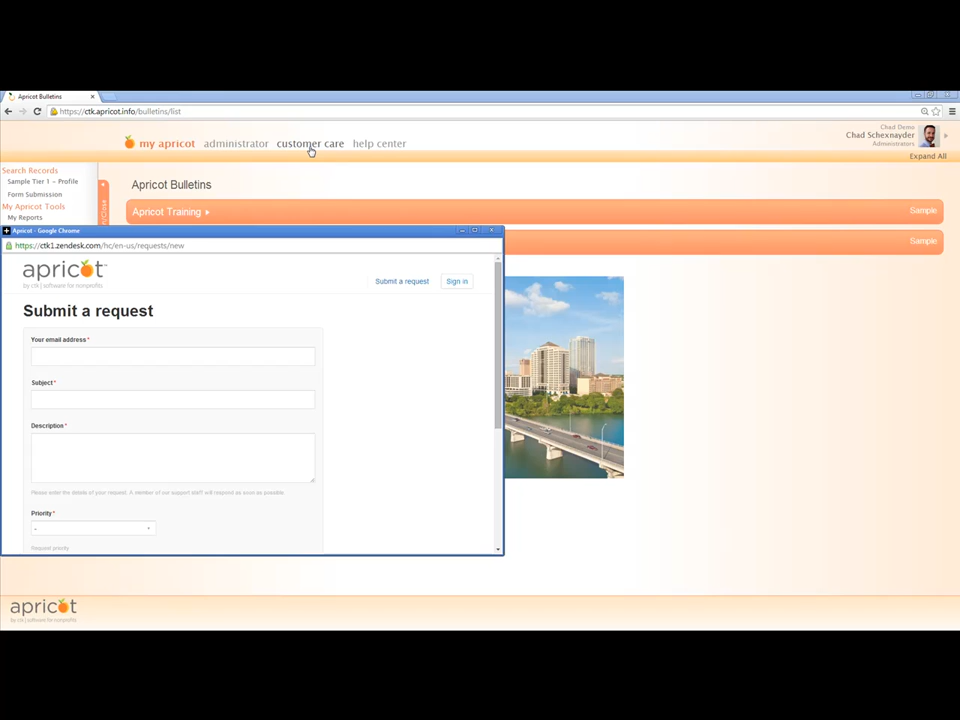 Apricot Bulletins
https://ctk.apricot.info/bulletins/list
my apricot administrator customer care help center
Chad Demo
Chad Schexnayder
Administrators
Expand All
Search Records
Sample Tier 1 - Profile
Form Submission
My Apricot Tools
My Reports
Apricot Bulletins
Apricot Training
Sample
Sample
Apricot - Google Chrome
https://ctk1.zendesk.com/hc/en-us/requests/new
apricot
by ctk | software for nonprofits
Submit a request
Sign in
Submit a request
Your email address*
Subject*
Description*
Please enter the details of your request. A member of our support staff will respond as soon as possible
Priority*
-
Request priority
apricot
by ctk | software for nonprofits